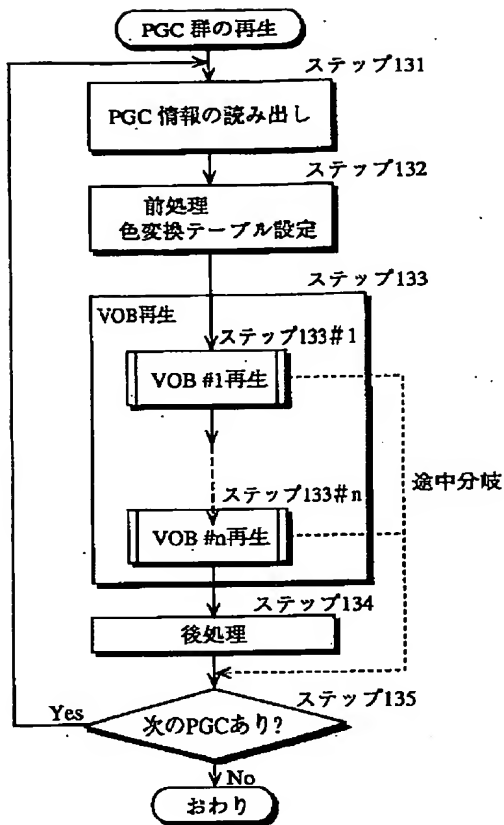 PGC 群の再生
ステップ131
PGC 情報の読み出し
ステップ132
前処理
色変換テーブル設定
ステップ133
VOB再生
ステップ133#1
VOB #1再生
途中分岐
ステップ133#n
VOB #n再生
ステップ134
後処理
ステップ135
Yes
次のPGCあり?
No
おわり